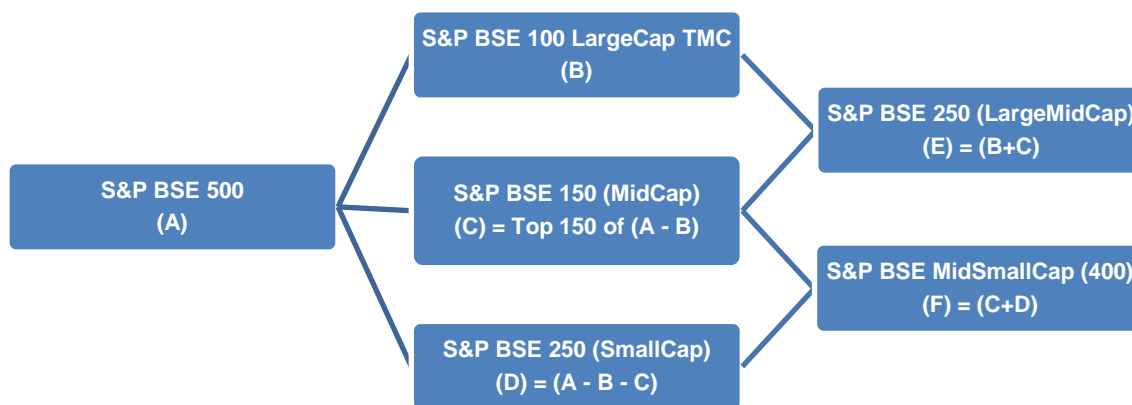 S&P BSE 500
(A)
S&P BSE 100 LargeCap TMC
(B)
S&P BSE 150 (MidCap)
(C) = Top 150 of (A - B)
S&P BSE 250 (SmallCap)
(D) = (A - B - C)
S&P BSE 250 (LargeMidCap)
(E) = (B+C)
S&P BSE MidSmallCap (400)
(F) = (C+D)